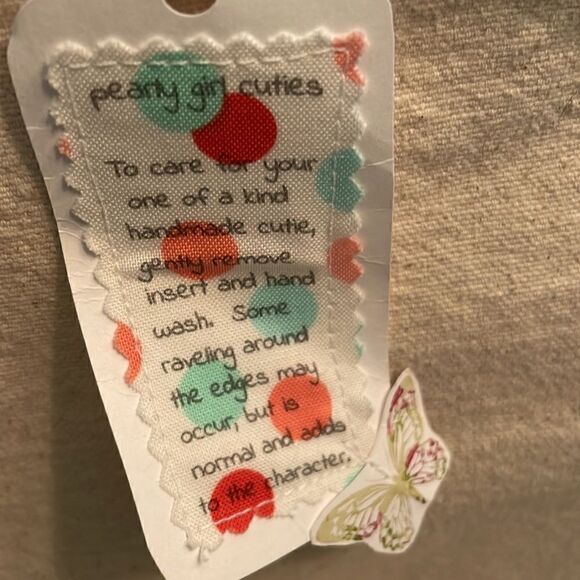 pearly girl cuties
To care for your
one of a kind
handmade cutie,
gently remove
insert and hand
wash. Some
raveling around
the edges may
occur, but is
normal and adds
to the character.